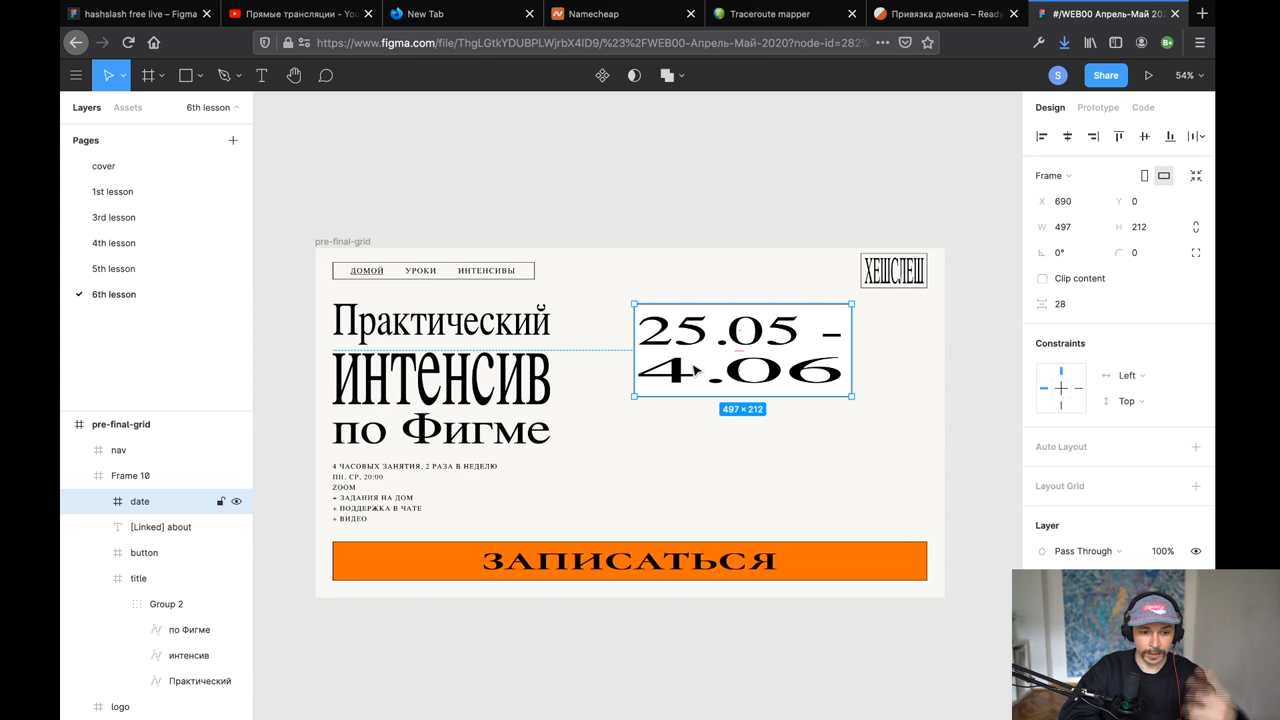 hashslash free live – Figma
Прямые трансляции - You
New Tab
Namecheap
Traceroute mapper
Привязка домена – Ready
#/WEB00 Апрель-Май 202
https://www.figma.com/file/ThgLGtkYDUBPLWjrbX4ID9/%23%2FWEB00-Апрель-Май-2020?node-id=282%
S
Share
54%
Layers
Assets
6th lesson
Design
Prototype
Code
Pages
cover
1st lesson
3rd lesson
4th lesson
5th lesson
6th lesson
Frame
X 690
Y 0
W 497
H 212
0°
0
Clip content
28
Constraints
Left
Top
Auto Layout
Layout Grid
Layer
Pass Through
100%
pre-final-grid
ДОМОЙ
УРОКИ
ИНТЕНСИВЫ
ХЕШСЛЕШ
Практический
интенсив
по Фигме
25.05 -
4.06
497 × 212
4 ЧАСОВЫХ ЗАНЯТИЯ, 2 РАЗА В НЕДЕЛЮ
ПН, СР, 20:00
ZOOM
+ ЗАДАНИЯ НА ДОМ
+ ПОДДЕРЖКА В ЧАТЕ
+ ВИДЕО
ЗАПИСАТЬСЯ
pre-final-grid
nav
Frame 10
date
[Linked] about
button
title
Group 2
по Фигме
интенсив
Практический
logo